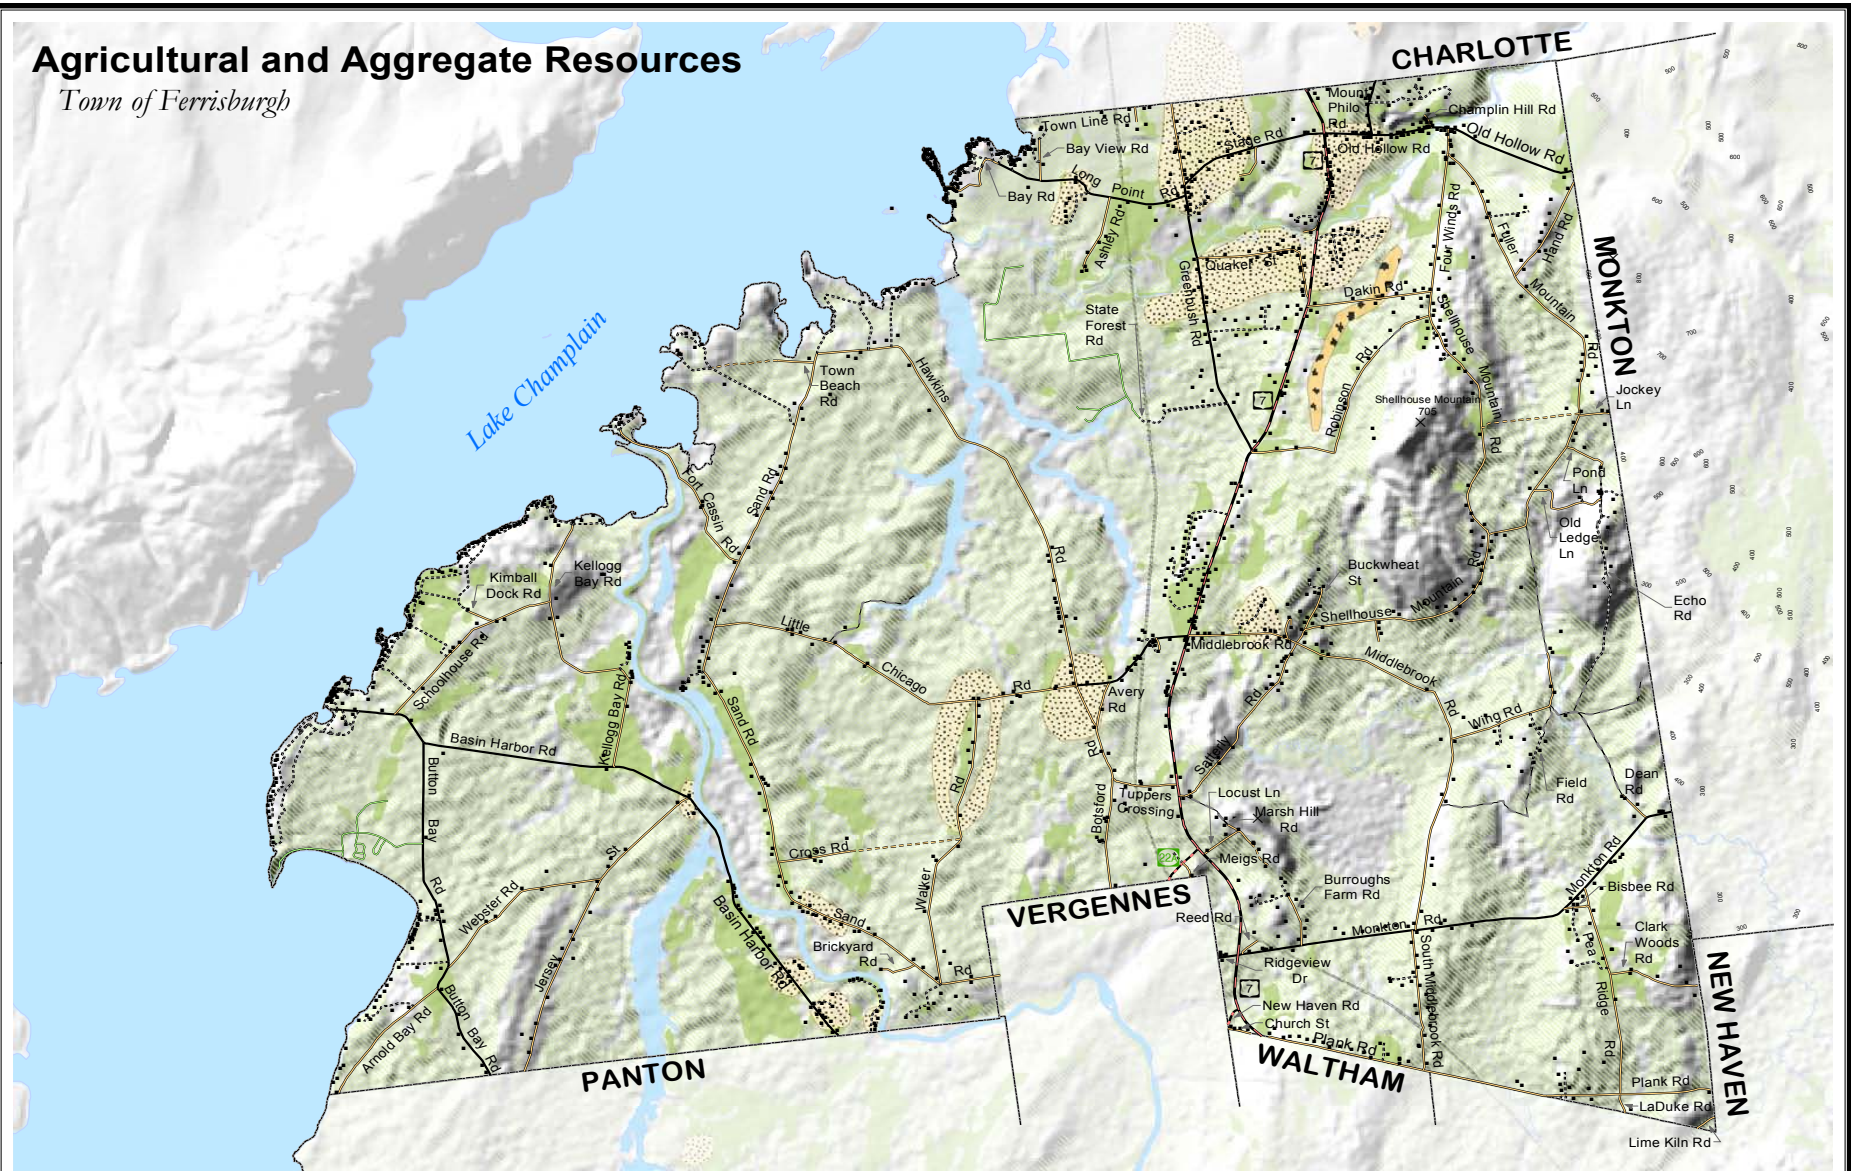 Agricultural and Aggregate Resources
Town of Ferrisburgh
CHARLOTTE
Mount
Philo
Rd
Champlin Hill Rd
Town Line Rd
Stage Rd
Old Hollow Rd
Old Hollow Rd
Bay View Rd
7
Long Point Rd
Bay Rd
Ashley Rd
Four Winds Rd
Fuller
Hand Rd
MONKTON
Quaker St
Greenbush Rd
Dakin Rd
Mountain
Rd
State
Forest
Rd
Shellhouse
Mountain
Rd
Lake Champlain
Hawkins
Town
Beach
Rd
Robinson Rd
7
Shellhouse Mountain
705
Jockey
Ln
Sand Rd
Fort Cassin Rd
Pond
Ln
Old
Ledge
Ln
Rd
Kimball
Dock Rd
Kellogg
Bay Rd
Buckwheat
St
Rd
Echo
Rd
Shellhouse Mountain
Little
Chicago
Rd
Middlebrook Rd
Middlebrook
Rd
Schoolhouse Rd
Kellogg Bay Rd
Avery
Rd
Sand Rd
Wing Rd
Basin Harbor Rd
Rd
Satterly
Rd
Button
Bay
Rd
Rd
Botsford
Tuppers
Crossing
Locust Ln
Marsh Hill
Rd
Field
Rd
Dean
Rd
Cross Rd
22A
Meigs Rd
Monkton Rd
St
Walker
Burroughs
Farm Rd
Bisbee Rd
Webster Rd
VERGENNES
Basin Harbor Rd
Sand
Rd
Reed Rd
Monkton Rd
Clark
Woods
Rd
Brickyard
Rd
Pea
Ridge
Rd
Jersey
Ridgeview
Dr
South Middlebrook Rd
7
NEW HAVEN
New Haven Rd
Church St
Button Bay Rd
Arnold Bay Rd
Plank Rd
PANTON
WALTHAM
Plank Rd
LaDuke Rd
Lime Kiln Rd